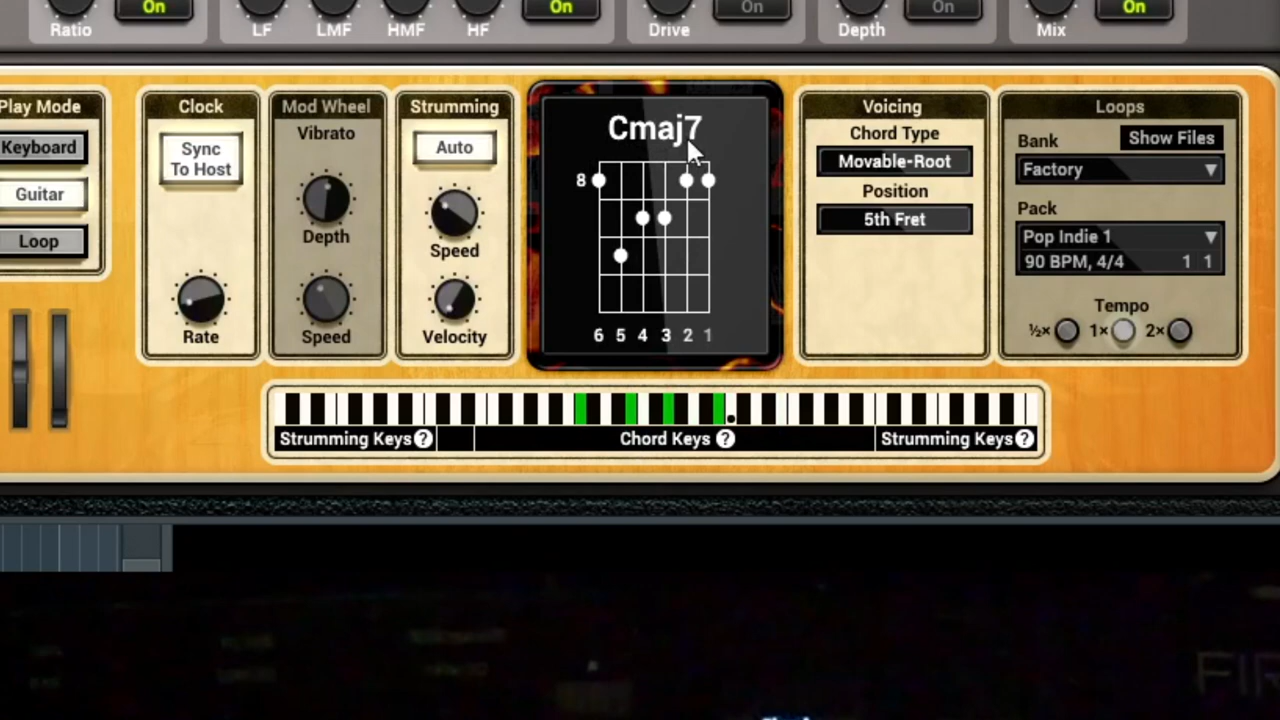 On On On On
Ratio LF LMF HMF HF Drive Depth Mix
Play Mode
Keyboard
Guitar
Loop
Clock
Sync
To Host
Rate
Mod Wheel
Vibrato
Depth
Speed
Strumming
Auto
Speed
Velocity
Cmaj7
8
6 5 4 3 2 1
Voicing
Chord Type
Movable-Root
Position
5th Fret
Loops
Bank Show Files
Factory
Pack
Pop Indie 1
90 BPM, 4/4 1 1
Tempo
½× 1× 2×
Strumming Keys ? Chord Keys ? Strumming Keys ?